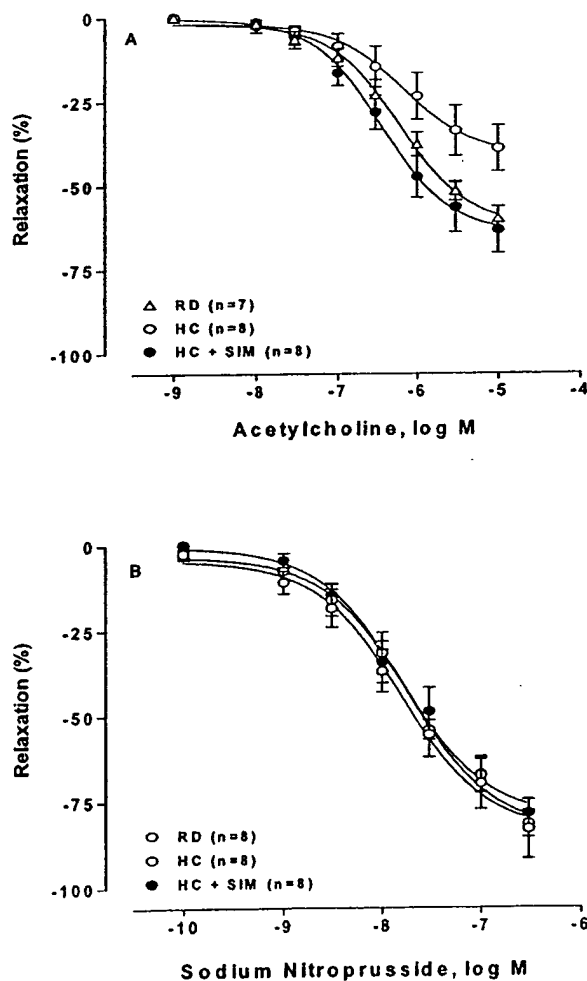 A
0
-25
-50
-75
-100
Relaxation (%)
RD (n=7)
HC (n=8)
HC + SIM (n=8)
-9 -8 -7 -6 -5 -4
Acetylcholine, log M
B
0
-25
-50
-75
-100
Relaxation (%)
RD (n=8)
HC (n=8)
HC + SIM (n=8)
-10 -9 -8 -7 -6
Sodium Nitroprusside, log M